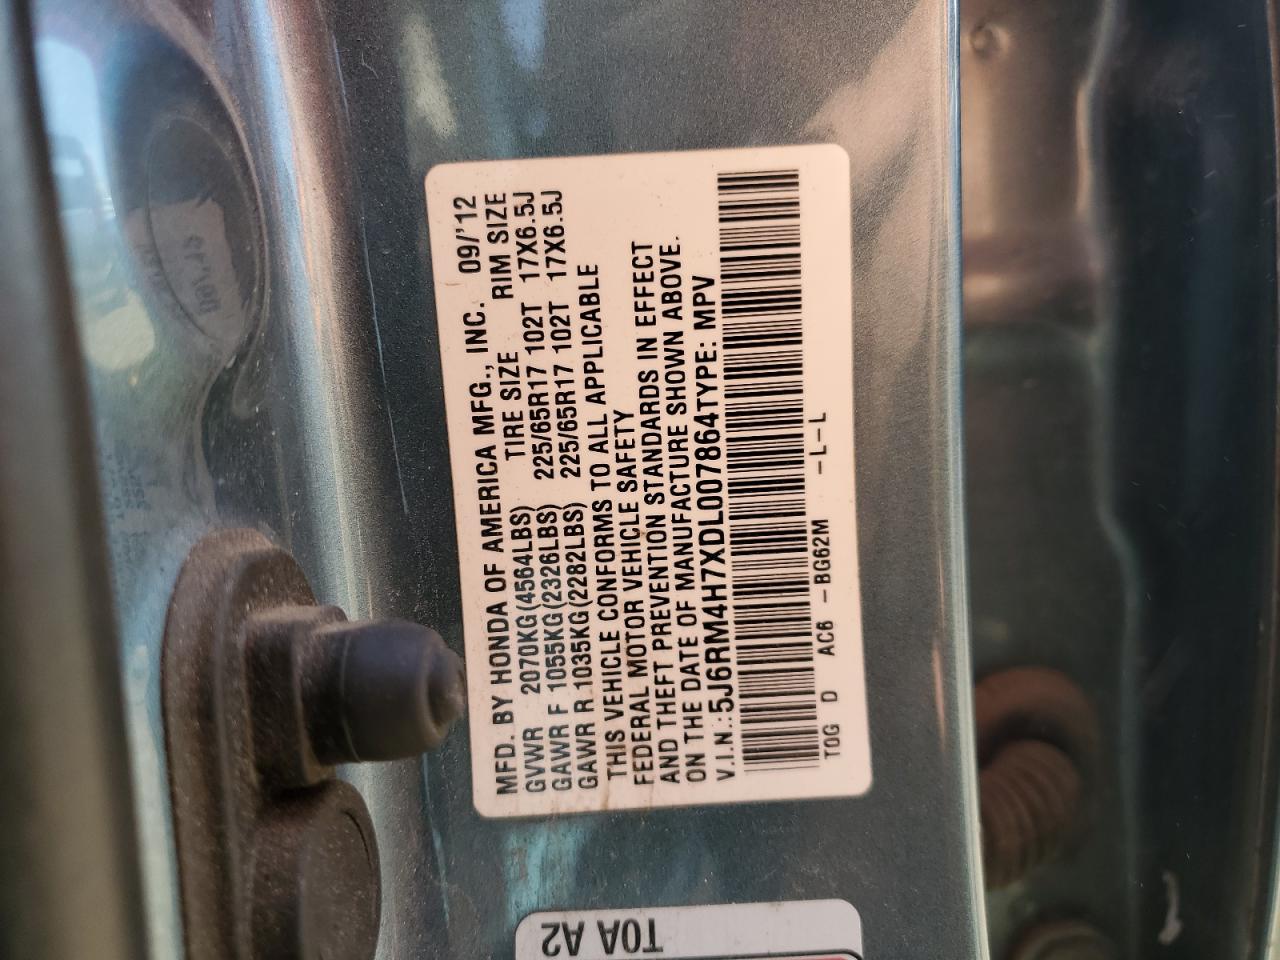 MFD. BY HONDA OF AMERICA MFG., INC. 09/'12
GVWR 2070KG(4564LBS) TIRE SIZE RIM SIZE
GAWR F 1055KG(2326LBS) 225/65R17 102T 17X6.5J
GAWR R 1035KG(2282LBS) 225/65R17 102T 17X6.5J
THIS VEHICLE CONFORMS TO ALL APPLICABLE
FEDERAL MOTOR VEHICLE SAFETY
AND THEFT PREVENTION STANDARDS IN EFFECT
ON THE DATE OF MANUFACTURE SHOWN ABOVE.
V.I.N.:5J6RM4H7XDL007864TYPE: MPV
T0G D AC6 -BG62M -L-L
T0A A2